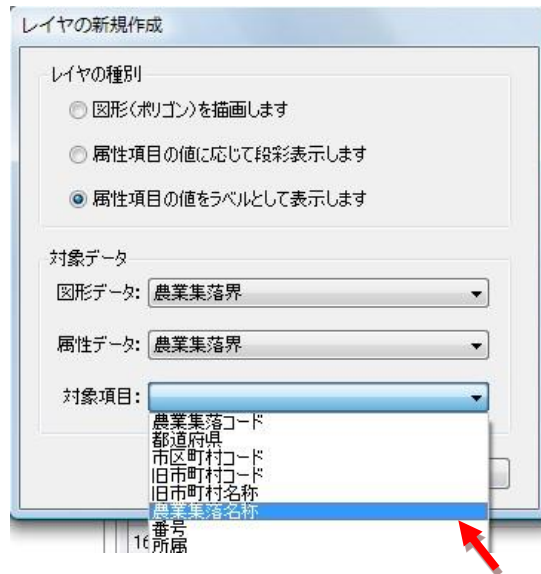 レイヤの新規作成
レイヤの種別
図形(ポリゴン)を描画します
属性項目の値に応じて段彩表示します
属性項目の値をラベルとして表示します
対象データ
図形データ: 農業集落界
属性データ: 農業集落界
対象項目:
農業集落コード
都道府県
市区町村コード
旧市町村コード
旧市町村名称
農業集落名称
番号
所属